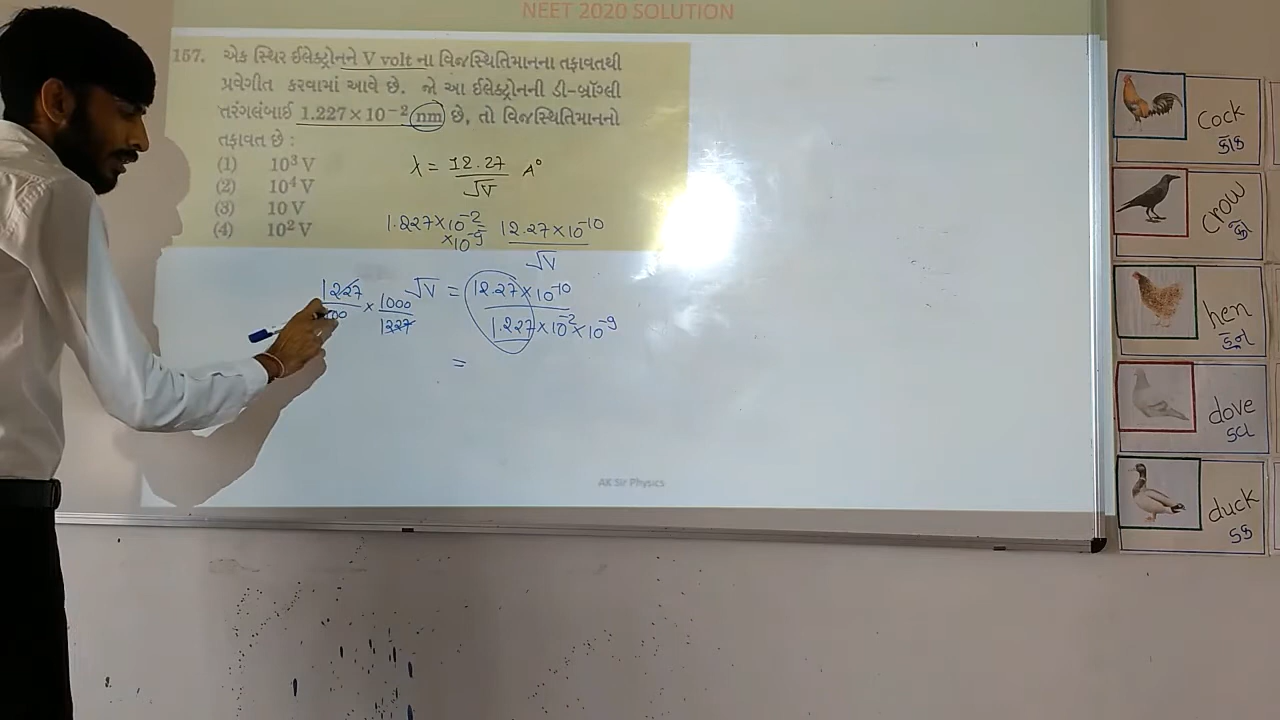 NEET 2020 SOLUTION
157. એક સ્થિર ઈલેક્ટ્રોનને V volt ના વિજસ્થિતિમાનના તફાવતથી
પ્રવેગીત કરવામાં આવે છે. જો આ ઈલેક્ટ્રોનની ડી-બ્રૉગ્લી
તરંગલંબાઈ 1.227 × 10⁻² nm છે, તો વિજસ્થિતિમાનનો
તફાવત છે :
(1) 10³ V
(2) 10⁴ V
(3) 10 V
(4) 10² V
λ = 12.27 / √V A°
1.227×10⁻² ×10⁻⁹ = 12.27×10⁻¹⁰ / √V
√V = 12.27×10⁻¹⁰ / 1.227×10⁻²×10⁻⁹
1227 / 100 × 1000 / 1227
=
AK Sir Physics
Cock
કૉક
Crow
ક્રો
hen
હેન
dove
ડવ
duck
ડક